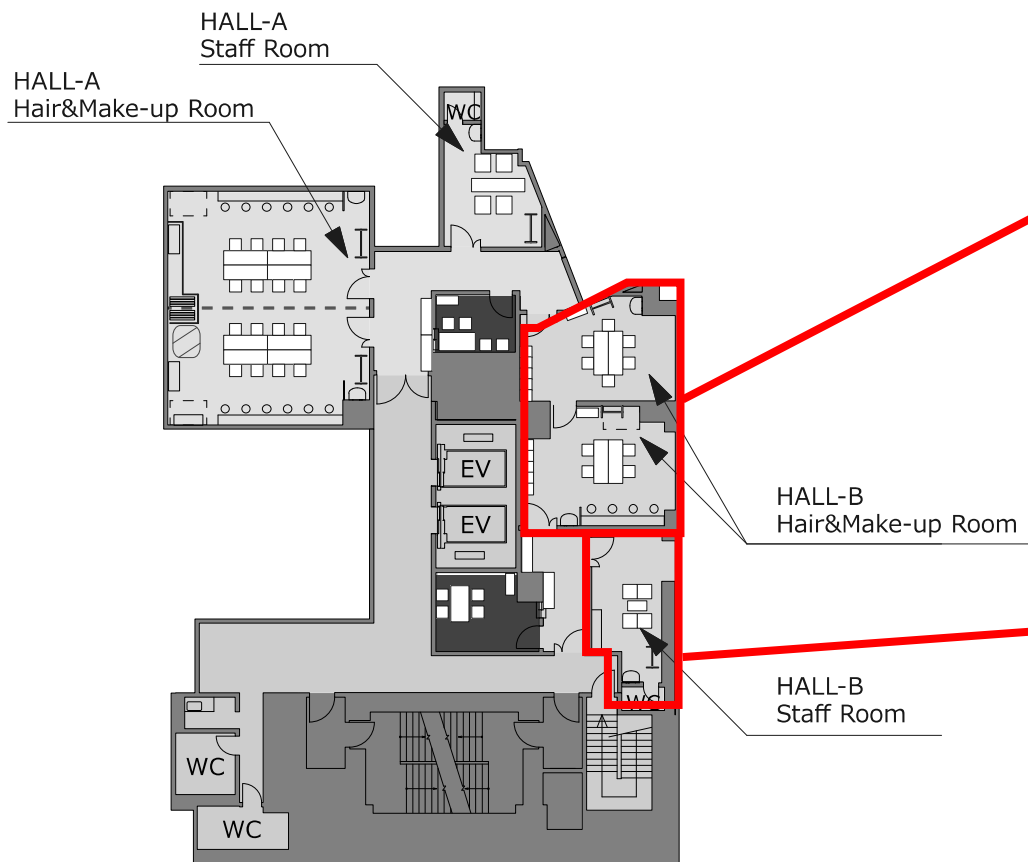 HALL-A
Staff Room
HALL-A
Hair&Make-up Room
WC
EV
EV
HALL-B
Hair&Make-up Room
HALL-B
Staff Room
WC
WC
WC